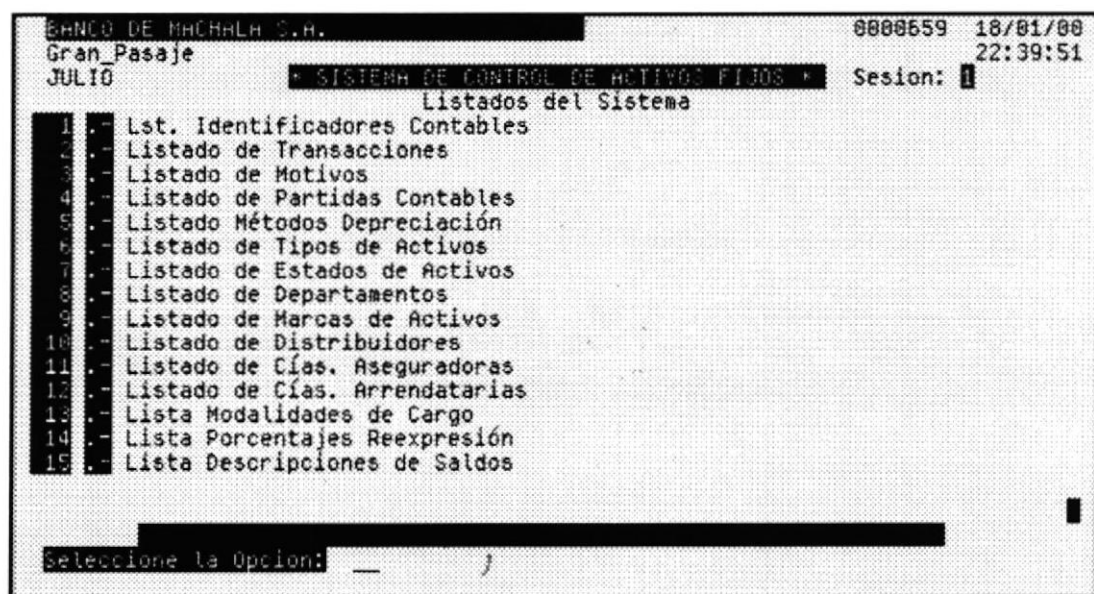 BANCO DE MACHALA S.A. 0000659 18/01/00
Gran_Pasaje 22:39:51
JULIO * SISTEMA DE CONTROL DE ACTIVOS FIJOS * Sesion: 1
Listados del Sistema
1 .- Lst. Identificadores Contables
2 .- Listado de Transacciones
3 .- Listado de Motivos
4 .- Listado de Partidas Contables
5 .- Listado Métodos Depreciación
6 .- Listado de Tipos de Activos
7 .- Listado de Estados de Activos
8 .- Listado de Departamentos
9 .- Listado de Marcas de Activos
10 .- Listado de Distribuidores
11 .- Listado de Cías. Aseguradoras
12 .- Listado de Cías. Arrendatarias
13 .- Lista Modalidades de Cargo
14 .- Lista Porcentajes Reexpresión
15 .- Lista Descripciones de Saldos
Seleccione la Opcion: __